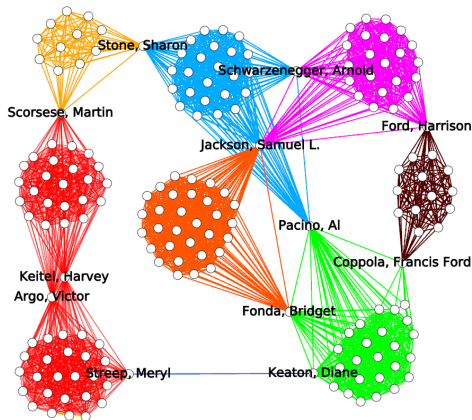 Stone, Sharon
Schwarzenegger, Arnold
Scorsese, Martin
Ford, Harrison
Jackson, Samuel L.
Pacino, Al
Coppola, Francis Ford
Keitel, Harvey
Argo, Victor
Fonda, Bridget
Streep, Meryl
Keaton, Diane